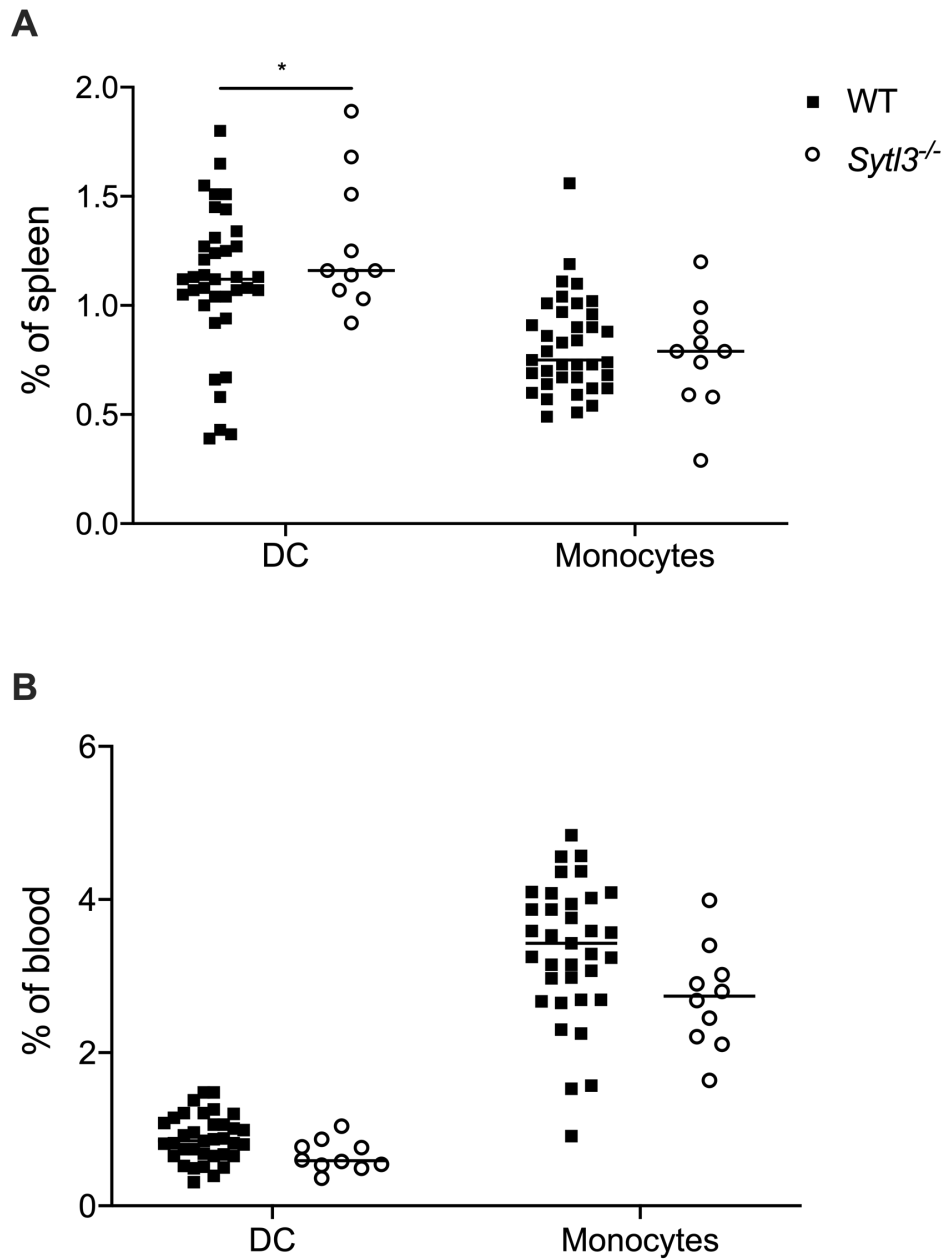 A
*
2.0
1.5
1.0
0.5
0.0
% of spleen
DC
Monocytes
WT
Sytl3-/-
B
6
4
2
0
% of blood
DC
Monocytes